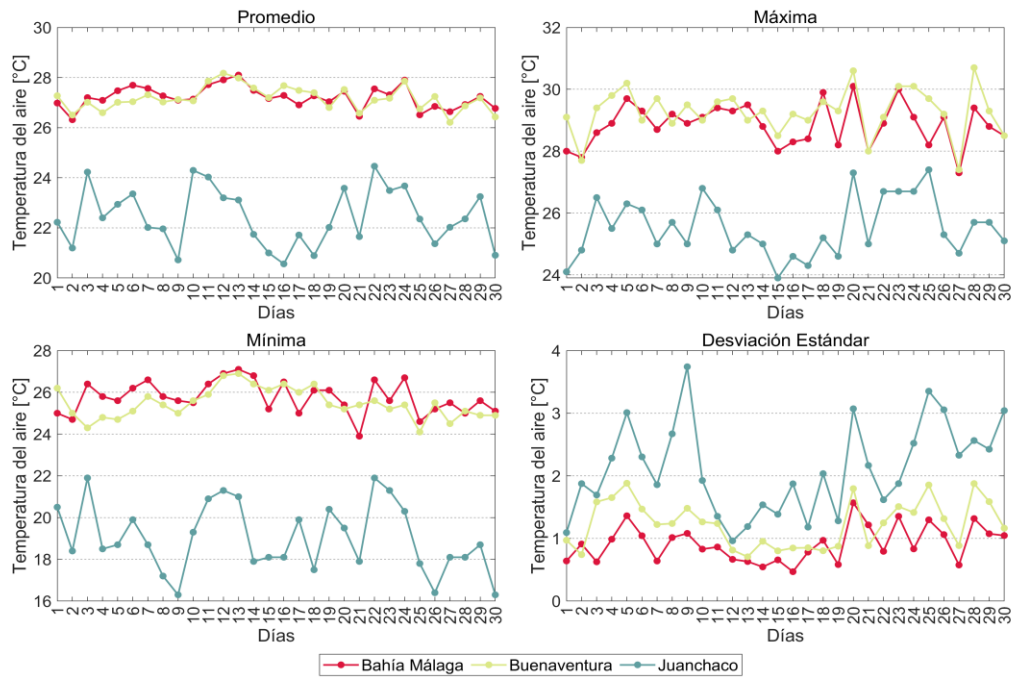 Promedio
Temperatura del aire [°C]
30
28
26
24
22
20
1 2 3 4 5 6 7 8 9 10 11 12 13 14 15 16 17 18 19 20 21 22 23 24 25 26 27 28 29 30
Días
Máxima
Temperatura del aire [°C]
32
30
28
26
24
1 2 3 4 5 6 7 8 9 10 11 12 13 14 15 16 17 18 19 20 21 22 23 24 25 26 27 28 29 30
Días
Mínima
Temperatura del aire [°C]
28
26
24
22
20
18
16
1 2 3 4 5 6 7 8 9 10 11 12 13 14 15 16 17 18 19 20 21 22 23 24 25 26 27 28 29 30
Días
Desviación Estándar
Temperatura del aire [°C]
4
3
2
1
0
1 2 3 4 5 6 7 8 9 10 11 12 13 14 15 16 17 18 19 20 21 22 23 24 25 26 27 28 29 30
Días
Bahía Málaga Buenaventura Juanchaco